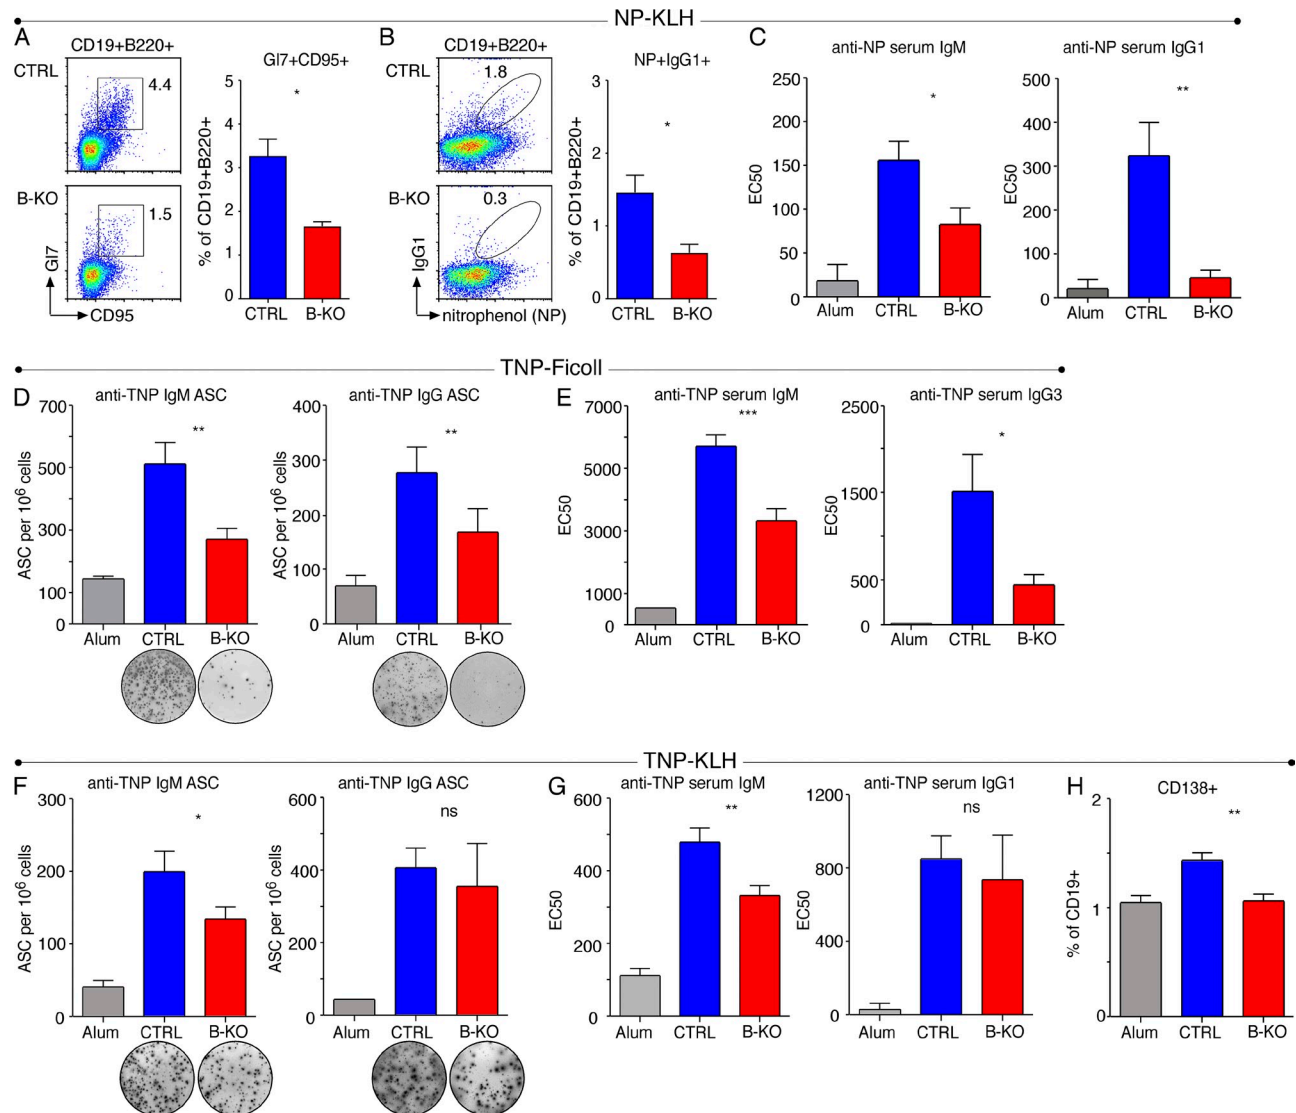 NP-KLH
A
CD19+B220+
CTRL
4.4
B-KO
1.5
Gl7
CD95
Gl7+CD95+
*
% of CD19+B220+
5
4
3
2
1
0
CTRL B-KO
B
CD19+B220+
CTRL
1.8
B-KO
0.3
IgG1
nitrophenol (NP)
NP+IgG1+
*
% of CD19+B220+
3
2
1
0
CTRL B-KO
C
anti-NP serum IgM
*
EC50
250
200
150
100
50
0
Alum CTRL B-KO
anti-NP serum IgG1
**
EC50
500
400
300
200
100
0
Alum CTRL B-KO
TNP-Ficoll
D
anti-TNP IgM ASC
**
ASC per 10⁶ cells
700
500
300
100
0
Alum CTRL B-KO
anti-TNP IgG ASC
**
ASC per 10⁶ cells
400
300
200
100
0
Alum CTRL B-KO
E
anti-TNP serum IgM
***
EC50
7000
5000
3000
1000
0
Alum CTRL B-KO
anti-TNP serum IgG3
*
EC50
2500
1500
500
0
Alum CTRL B-KO
TNP-KLH
F
anti-TNP IgM ASC
*
ASC per 10⁶ cells
300
200
100
0
Alum CTRL B-KO
anti-TNP IgG ASC
ns
ASC per 10⁶ cells
600
400
200
0
Alum CTRL B-KO
G
anti-TNP serum IgM
**
EC50
600
400
200
0
Alum CTRL B-KO
anti-TNP serum IgG1
ns
EC50
1200
800
400
0
Alum CTRL B-KO
H
CD138+
**
% of CD19+
2
1
0
Alum CTRL B-KO